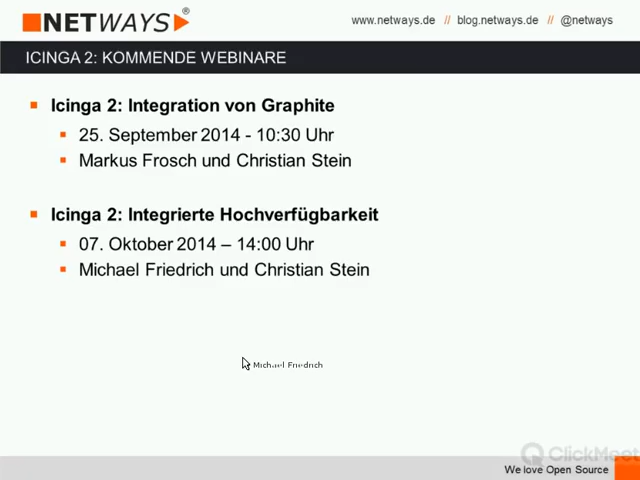 NETWAYS®
www.netways.de // blog.netways.de // @netways
ICINGA 2: KOMMENDE WEBINARE
Icinga 2: Integration von Graphite
25. September 2014 - 10:30 Uhr
Markus Frosch und Christian Stein
Icinga 2: Integrierte Hochverfügbarkeit
07. Oktober 2014 – 14:00 Uhr
Michael Friedrich und Christian Stein
Michael Friedrich
ClickMeet
We love Open Source